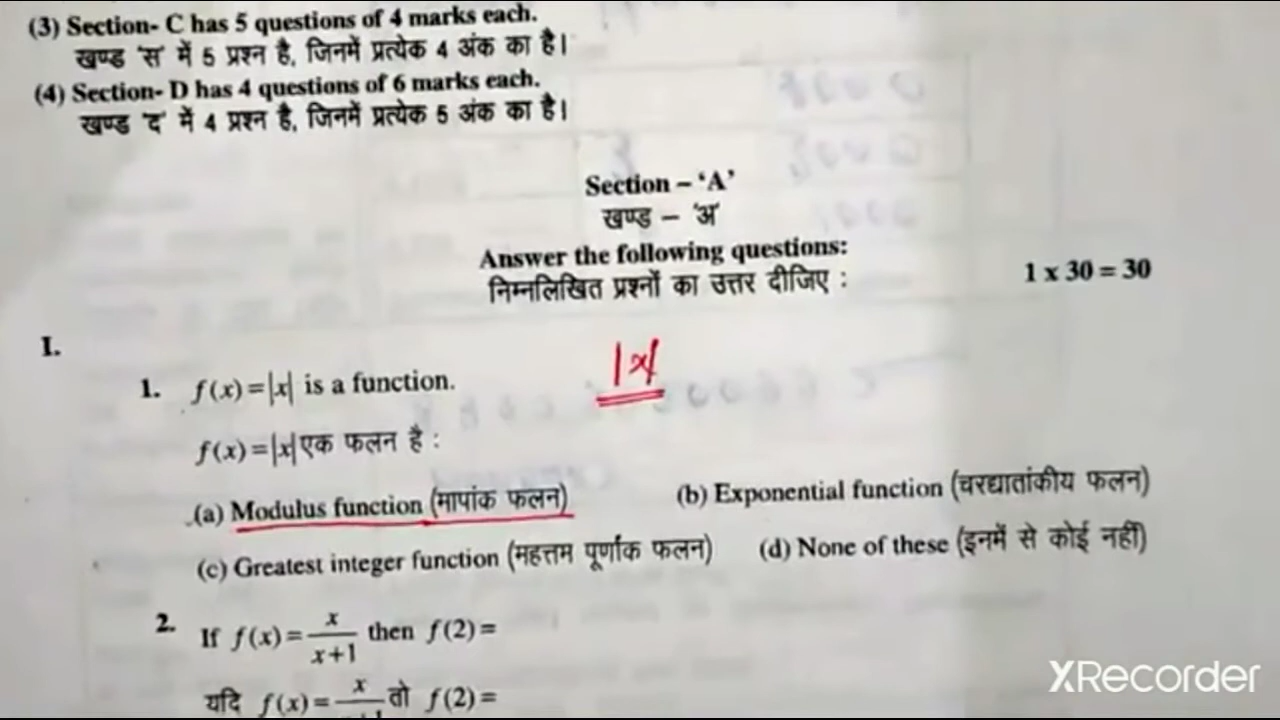 (3) Section- C has 5 questions of 4 marks each.
खण्ड 'स' में 5 प्रश्न है, जिनमें प्रत्येक 4 अंक का है।
(4) Section- D has 4 questions of 6 marks each.
खण्ड 'द' में 4 प्रश्न है, जिनमें प्रत्येक 5 अंक का है।
Section – 'A'
खण्ड – 'अ'
Answer the following questions:
निम्नलिखित प्रश्नों का उत्तर दीजिए : 1 x 30 = 30
I.
|x|
1. f(x)=|x| is a function.
f(x)=|x| एक फलन है :
(a) Modulus function (मापांक फलन) (b) Exponential function (चरघातांकीय फलन)
(c) Greatest integer function (महत्तम पूर्णांक फलन) (d) None of these (इनमें से कोई नहीं)
2. If f(x)= x/(x+1) then f(2)=
यदि f(x)= x/(x+1) तो f(2)=
XRecorder